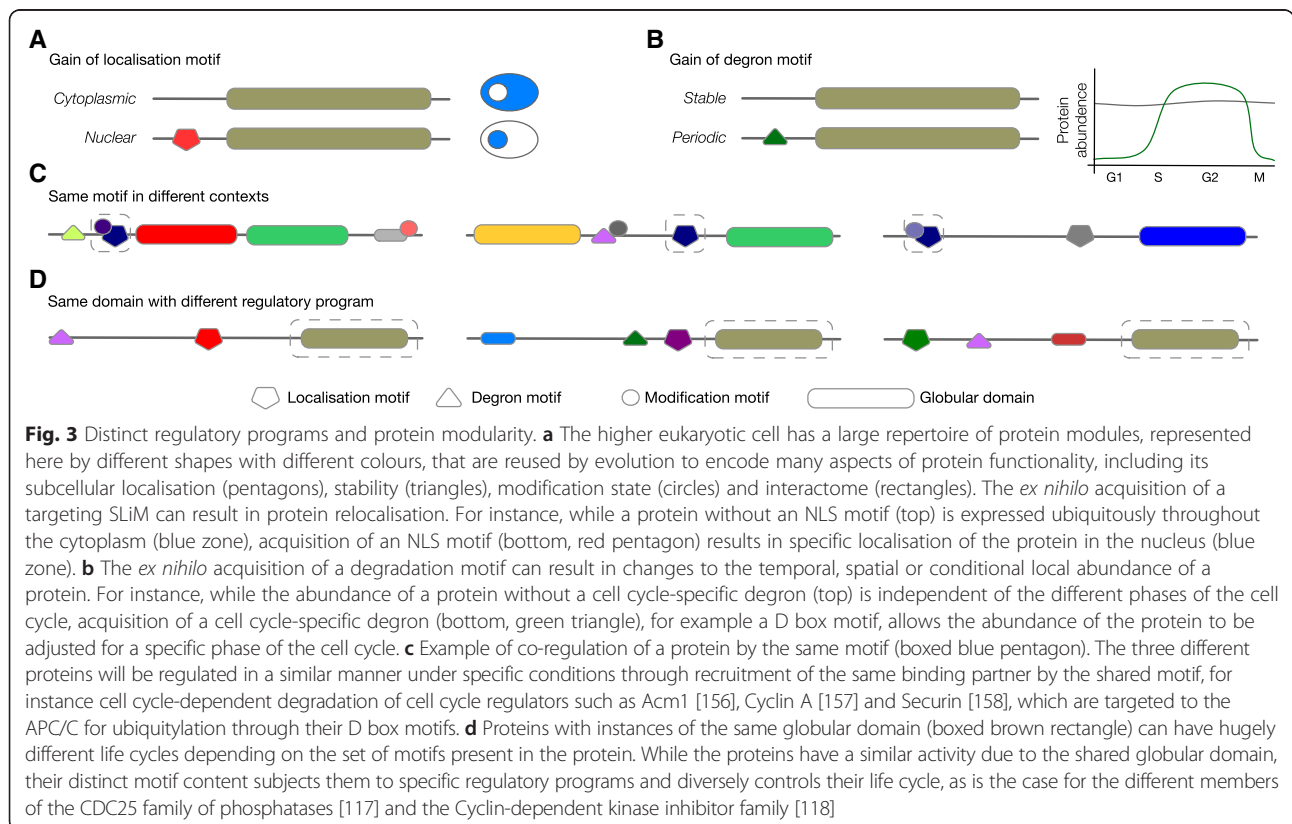 A
Gain of localisation motif
Cytoplasmic
Nuclear
B
Gain of degron motif
Stable
Periodic
Protein
abundance
G1 S G2 M
C
Same motif in different contexts
D
Same domain with different regulatory program
Localisation motif Degron motif Modification motif Globular domain
Fig. 3 Distinct regulatory programs and protein modularity. a The higher eukaryotic cell has a large repertoire of protein modules, represented
here by different shapes with different colours, that are reused by evolution to encode many aspects of protein functionality, including its
subcellular localisation (pentagons), stability (triangles), modification state (circles) and interactome (rectangles). The ex nihilo acquisition of a
targeting SLiM can result in protein relocalisation. For instance, while a protein without an NLS motif (top) is expressed ubiquitously throughout
the cytoplasm (blue zone), acquisition of an NLS motif (bottom, red pentagon) results in specific localisation of the protein in the nucleus (blue
zone). b The ex nihilo acquisition of a degradation motif can result in changes to the temporal, spatial or conditional local abundance of a
protein. For instance, while the abundance of a protein without a cell cycle-specific degron (top) is independent of the different phases of the cell
cycle, acquisition of a cell cycle-specific degron (bottom, green triangle), for example a D box motif, allows the abundance of the protein to be
adjusted for a specific phase of the cell cycle. c Example of co-regulation of a protein by the same motif (boxed blue pentagon). The three different
proteins will be regulated in a similar manner under specific conditions through recruitment of the same binding partner by the shared motif, for
instance cell cycle-dependent degradation of cell cycle regulators such as Acm1 [156], Cyclin A [157] and Securin [158], which are targeted to the
APC/C for ubiquitylation through their D box motifs. d Proteins with instances of the same globular domain (boxed brown rectangle) can have hugely
different life cycles depending on the set of motifs present in the protein. While the proteins have a similar activity due to the shared globular domain,
their distinct motif content subjects them to specific regulatory programs and diversely controls their life cycle, as is the case for the different members
of the CDC25 family of phosphatases [117] and the Cyclin-dependent kinase inhibitor family [118]